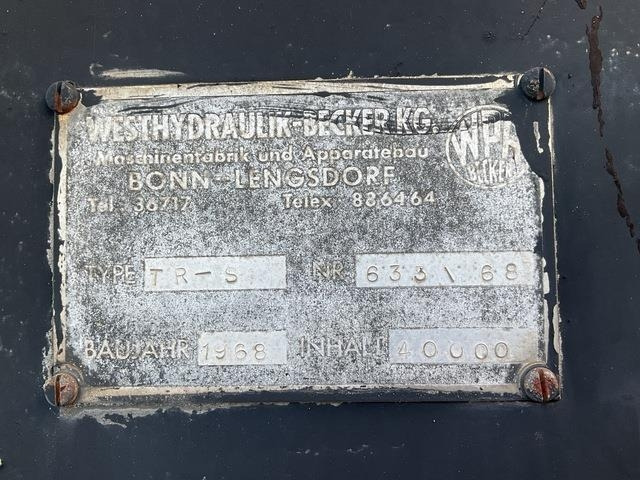 WESTHYDRAULIK-BECKER KG.
Maschinenfabrik und Apparatebau
BONN-LENGSDORF
Tel. 36717 Telex: 886464
BECKER
TYPE TR-S NR. 633\68
BAUJAHR 1968 INHALT 40000